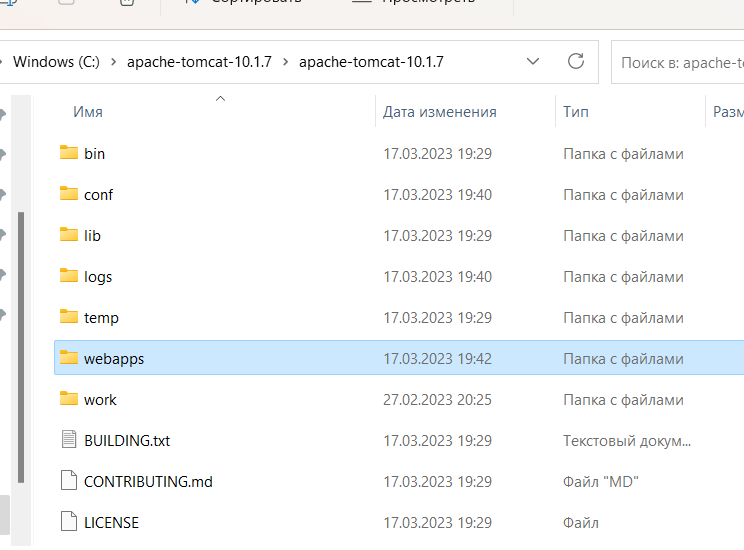 Сортировать Просмотреть
Windows (C:) apache-tomcat-10.1.7 apache-tomcat-10.1.7 Поиск в: apache-to
Имя Дата изменения Тип Разм
bin 17.03.2023 19:29 Папка с файлами
conf 17.03.2023 19:40 Папка с файлами
lib 17.03.2023 19:29 Папка с файлами
logs 17.03.2023 19:40 Папка с файлами
temp 17.03.2023 19:29 Папка с файлами
webapps 17.03.2023 19:42 Папка с файлами
work 27.02.2023 20:25 Папка с файлами
BUILDING.txt 17.03.2023 19:29 Текстовый докум...
CONTRIBUTING.md 17.03.2023 19:29 Файл "MD"
LICENSE 17.03.2023 19:29 Файл